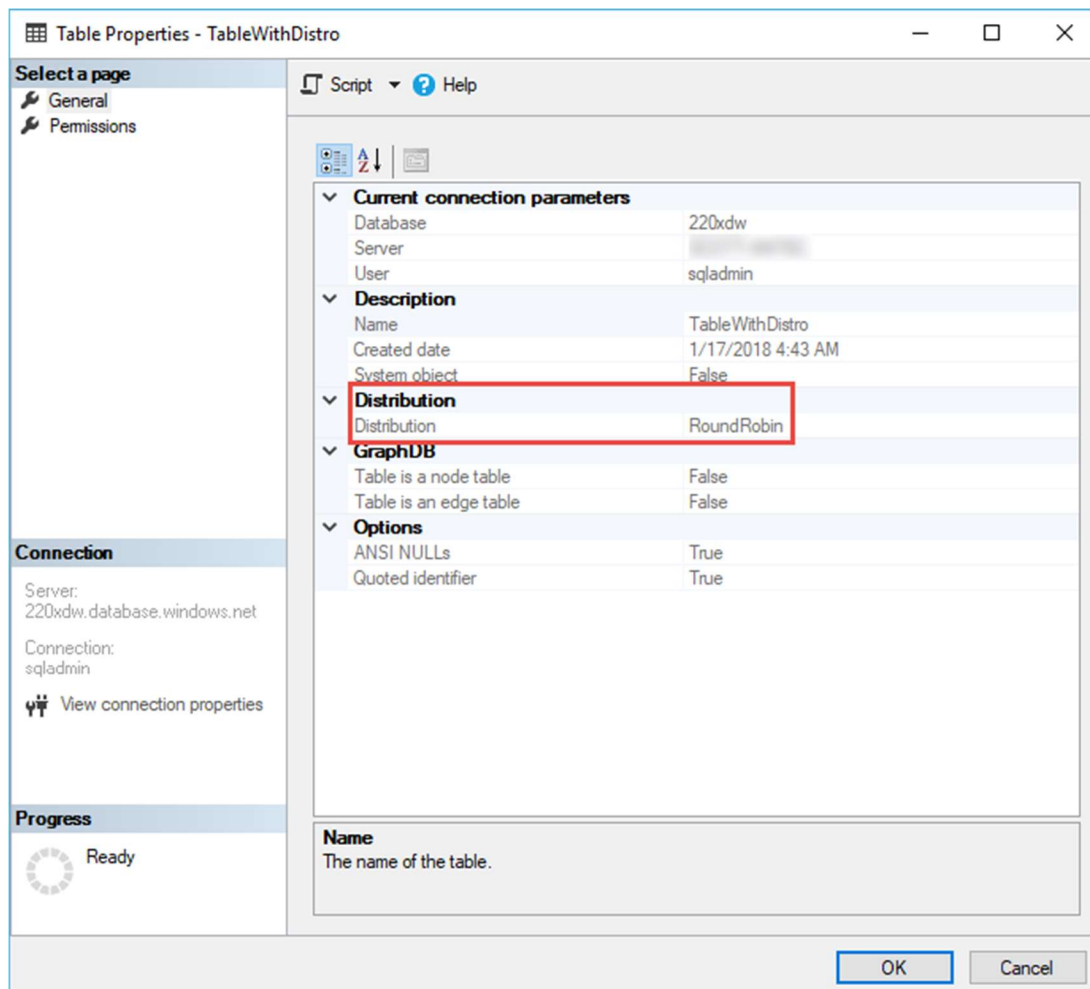 Table Properties - TableWithDistro
Select a page
General
Permissions
Script Help
Current connection parameters
Database 220xdw
Server
User sqladmin
Description
Name TableWithDistro
Created date 1/17/2018 4:43 AM
System object False
Distribution
Distribution RoundRobin
GraphDB
Table is a node table False
Table is an edge table False
Options
ANSI NULLs True
Quoted identifier True
Connection
Server:
220xdw.database.windows.net
Connection:
sqladmin
View connection properties
Progress
Ready
Name
The name of the table.
OK Cancel